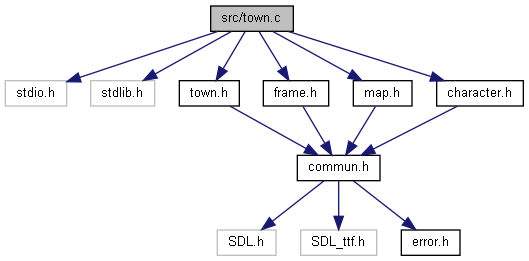 src/town.c
stdio.h
stdlib.h
town.h
frame.h
map.h
character.h
commun.h
SDL.h
SDL_ttf.h
error.h